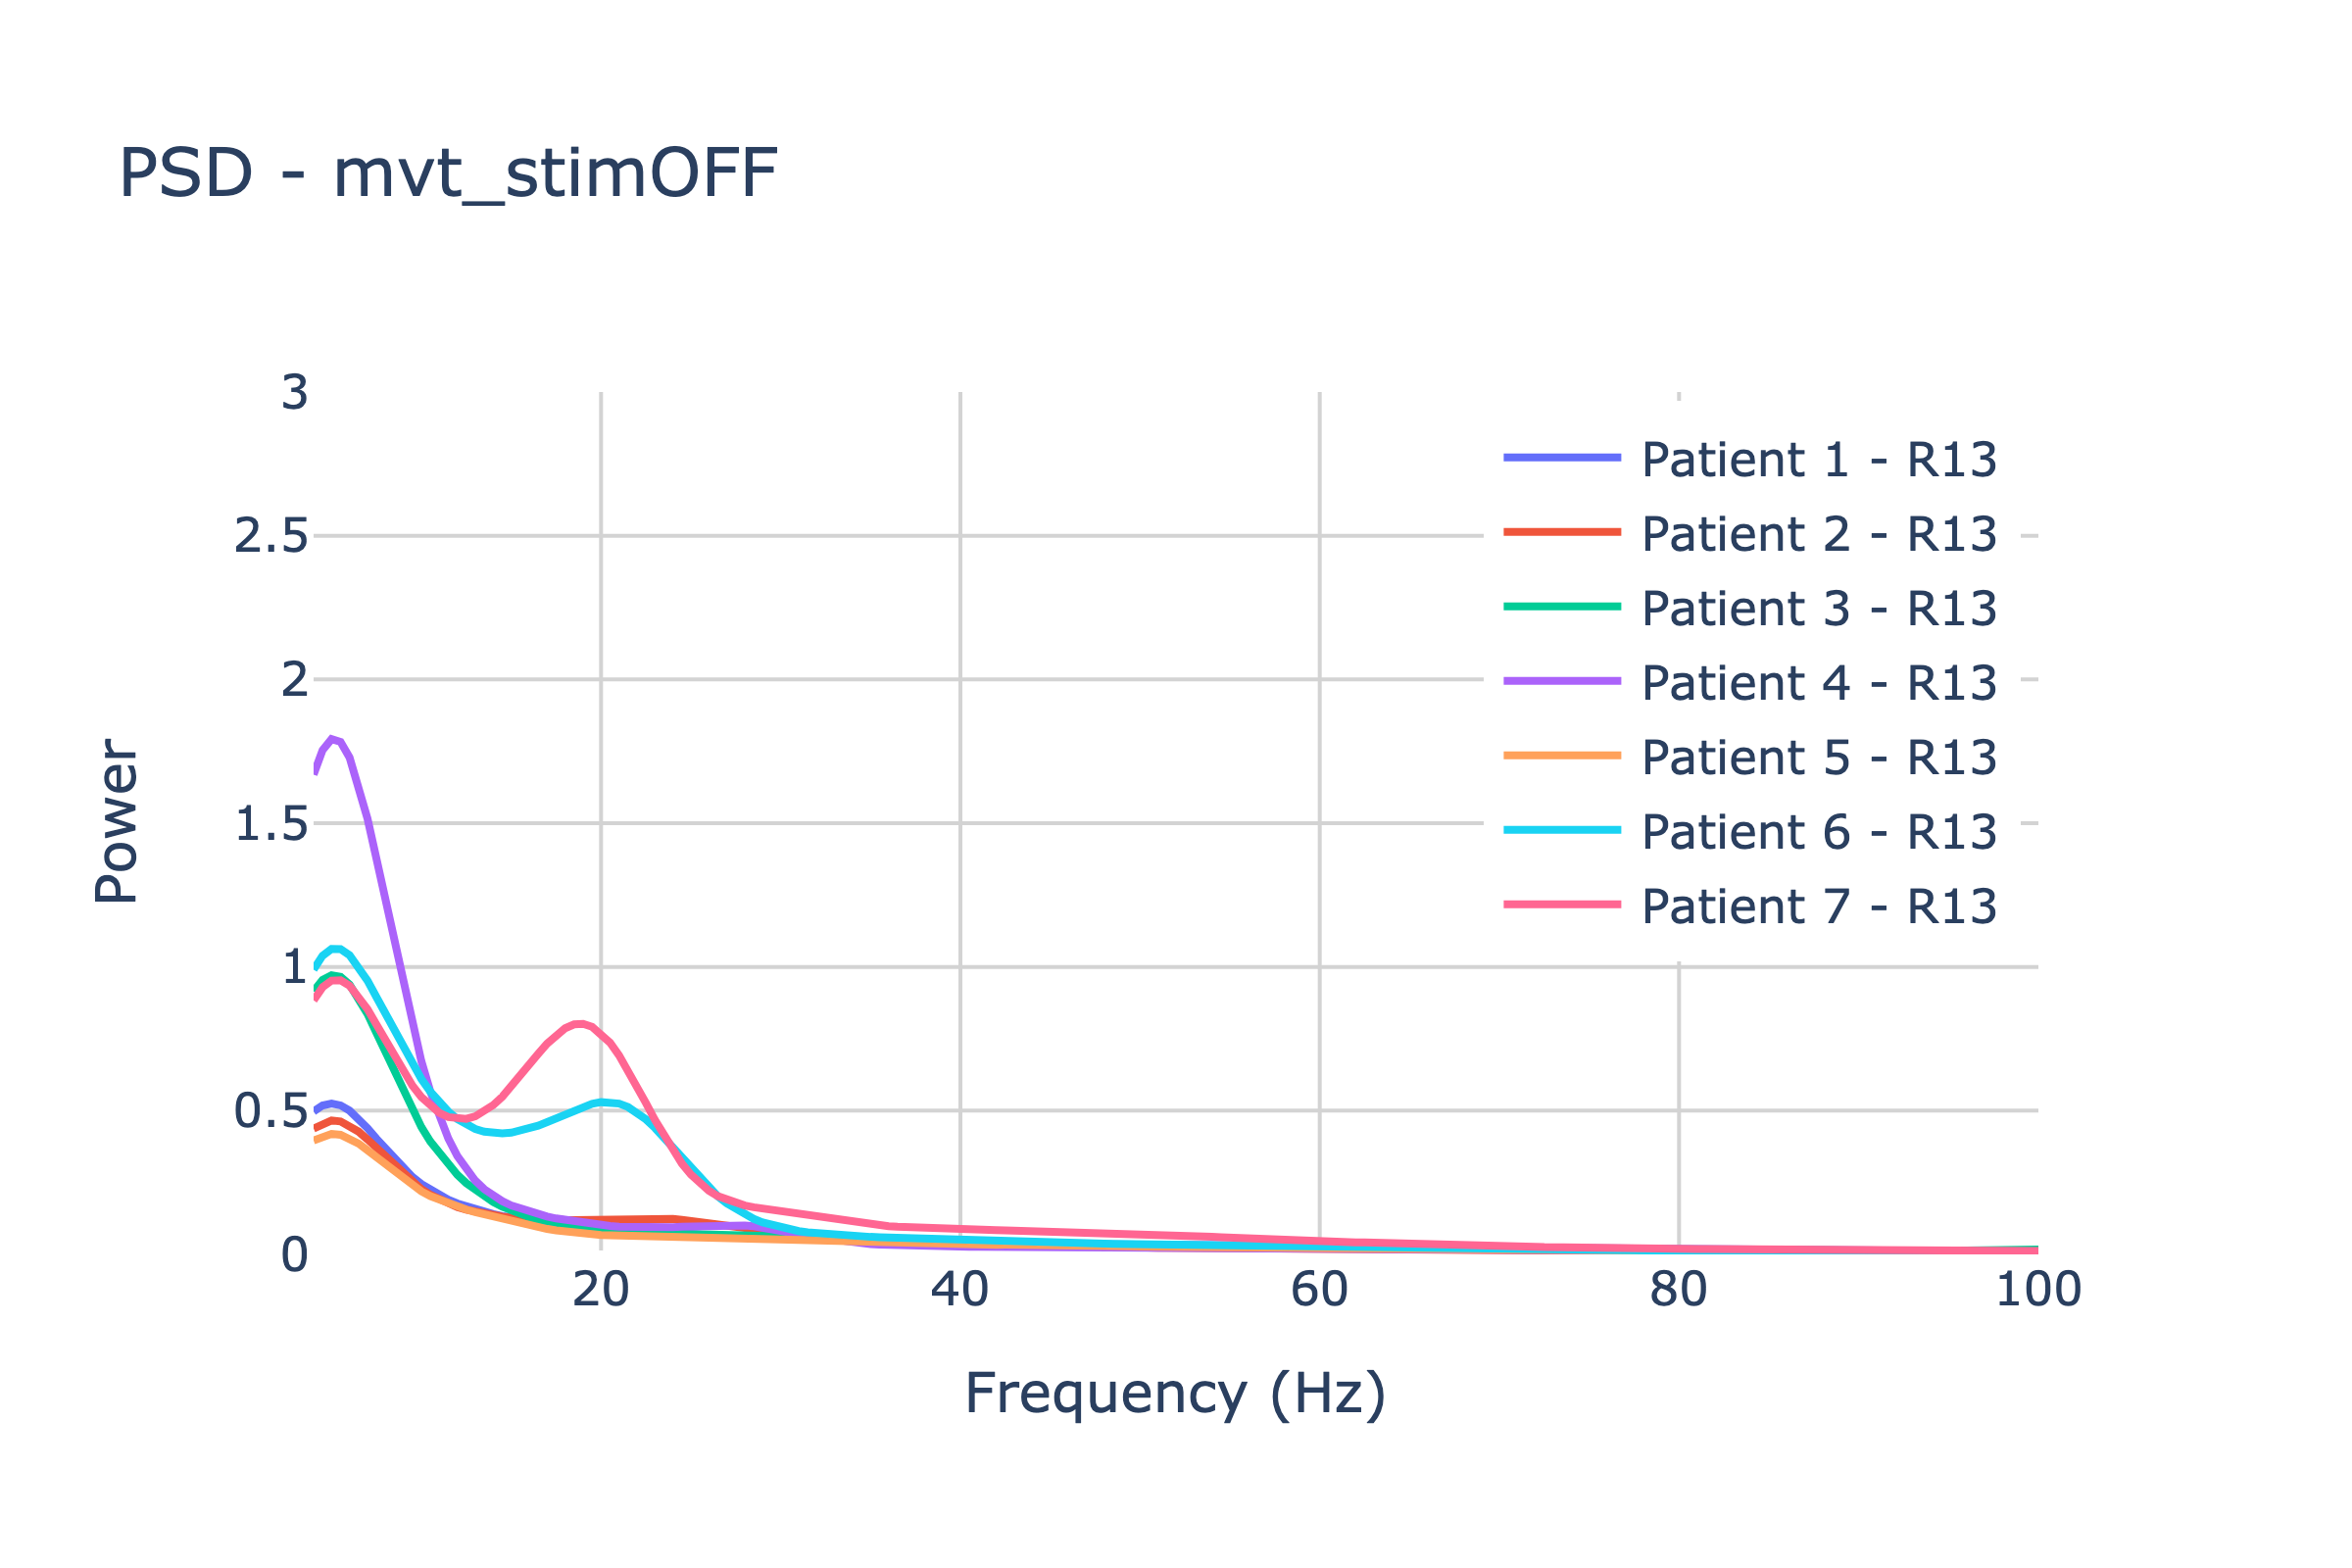 PSD - mvt_stimOFF
3
2.5
2
1.5
1
0.5
0
Power
20 40 60 80 100
Frequency (Hz)
Patient 1 - R13
Patient 2 - R13
Patient 3 - R13
Patient 4 - R13
Patient 5 - R13
Patient 6 - R13
Patient 7 - R13